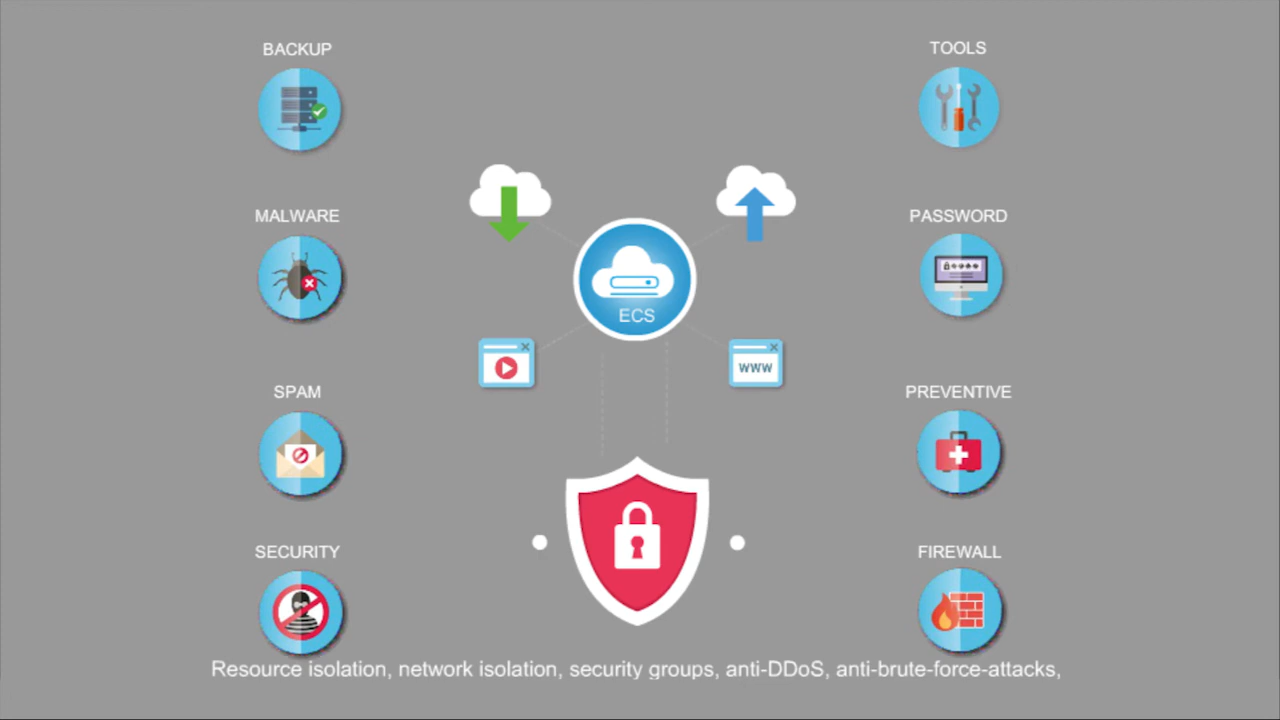 BACKUP
TOOLS
MALWARE
PASSWORD
ECS
WWW
SPAM
PREVENTIVE
SECURITY
FIREWALL
Resource isolation, network isolation, security groups, anti-DDoS, anti-brute-force-attacks,